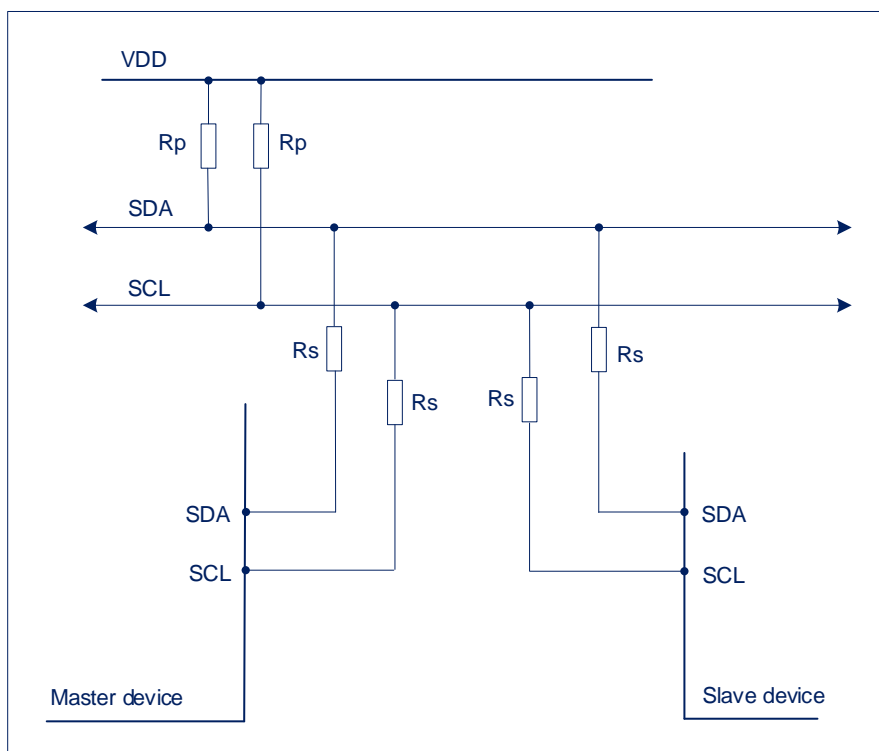 VDD
Rp
Rp
SDA
SCL
Rs
Rs
Rs
Rs
SDA
SDA
SCL
SCL
Master device
Slave device